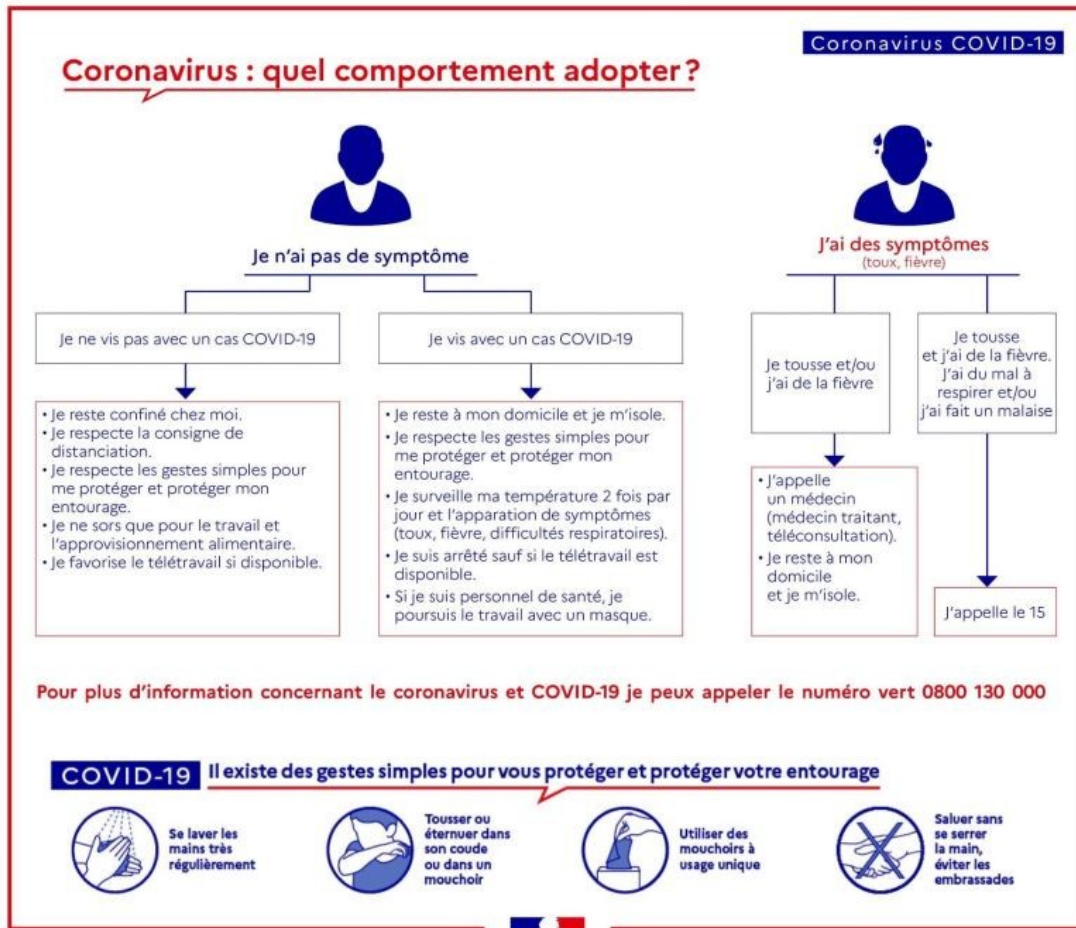 Coronavirus COVID-19
Coronavirus : quel comportement adopter ?
Je n'ai pas de symptôme
Je ne vis pas avec un cas COVID-19
• Je reste confiné chez moi.
• Je respecte la consigne de
distanciation.
• Je respecte les gestes simples pour
me protéger et protéger mon
entourage.
• Je ne sors que pour le travail et
l'approvisionnement alimentaire.
• Je favorise le télétravail si disponible.
Je vis avec un cas COVID-19
• Je reste à mon domicile et je m'isole.
• Je respecte les gestes simples pour
me protéger et protéger mon
entourage.
• Je surveille ma température 2 fois par
jour et l'apparation de symptômes
(toux, fièvre, difficultés respiratoires).
• Je suis arrêté sauf si le télétravail est
disponible.
• Si je suis personnel de santé, je
poursuis le travail avec un masque.
J'ai des symptômes
(toux, fièvre)
Je tousse et/ou
j'ai de la fièvre
• J'appelle
un médecin
(médecin traitant,
téléconsultation).
• Je reste à mon
domicile
et je m'isole.
Je tousse
et j'ai de la fièvre.
J'ai du mal à
respirer et/ou
j'ai fait un malaise
J'appelle le 15
Pour plus d'information concernant le coronavirus et COVID-19 je peux appeler le numéro vert 0800 130 000
COVID-19 Il existe des gestes simples pour vous protéger et protéger votre entourage
Se laver les
mains très
régulièrement
Tousser ou
éternuer dans
son coude
ou dans un
mouchoir
Utiliser des
mouchoirs à
usage unique
Saluer sans
se serrer
la main,
éviter les
embrassades